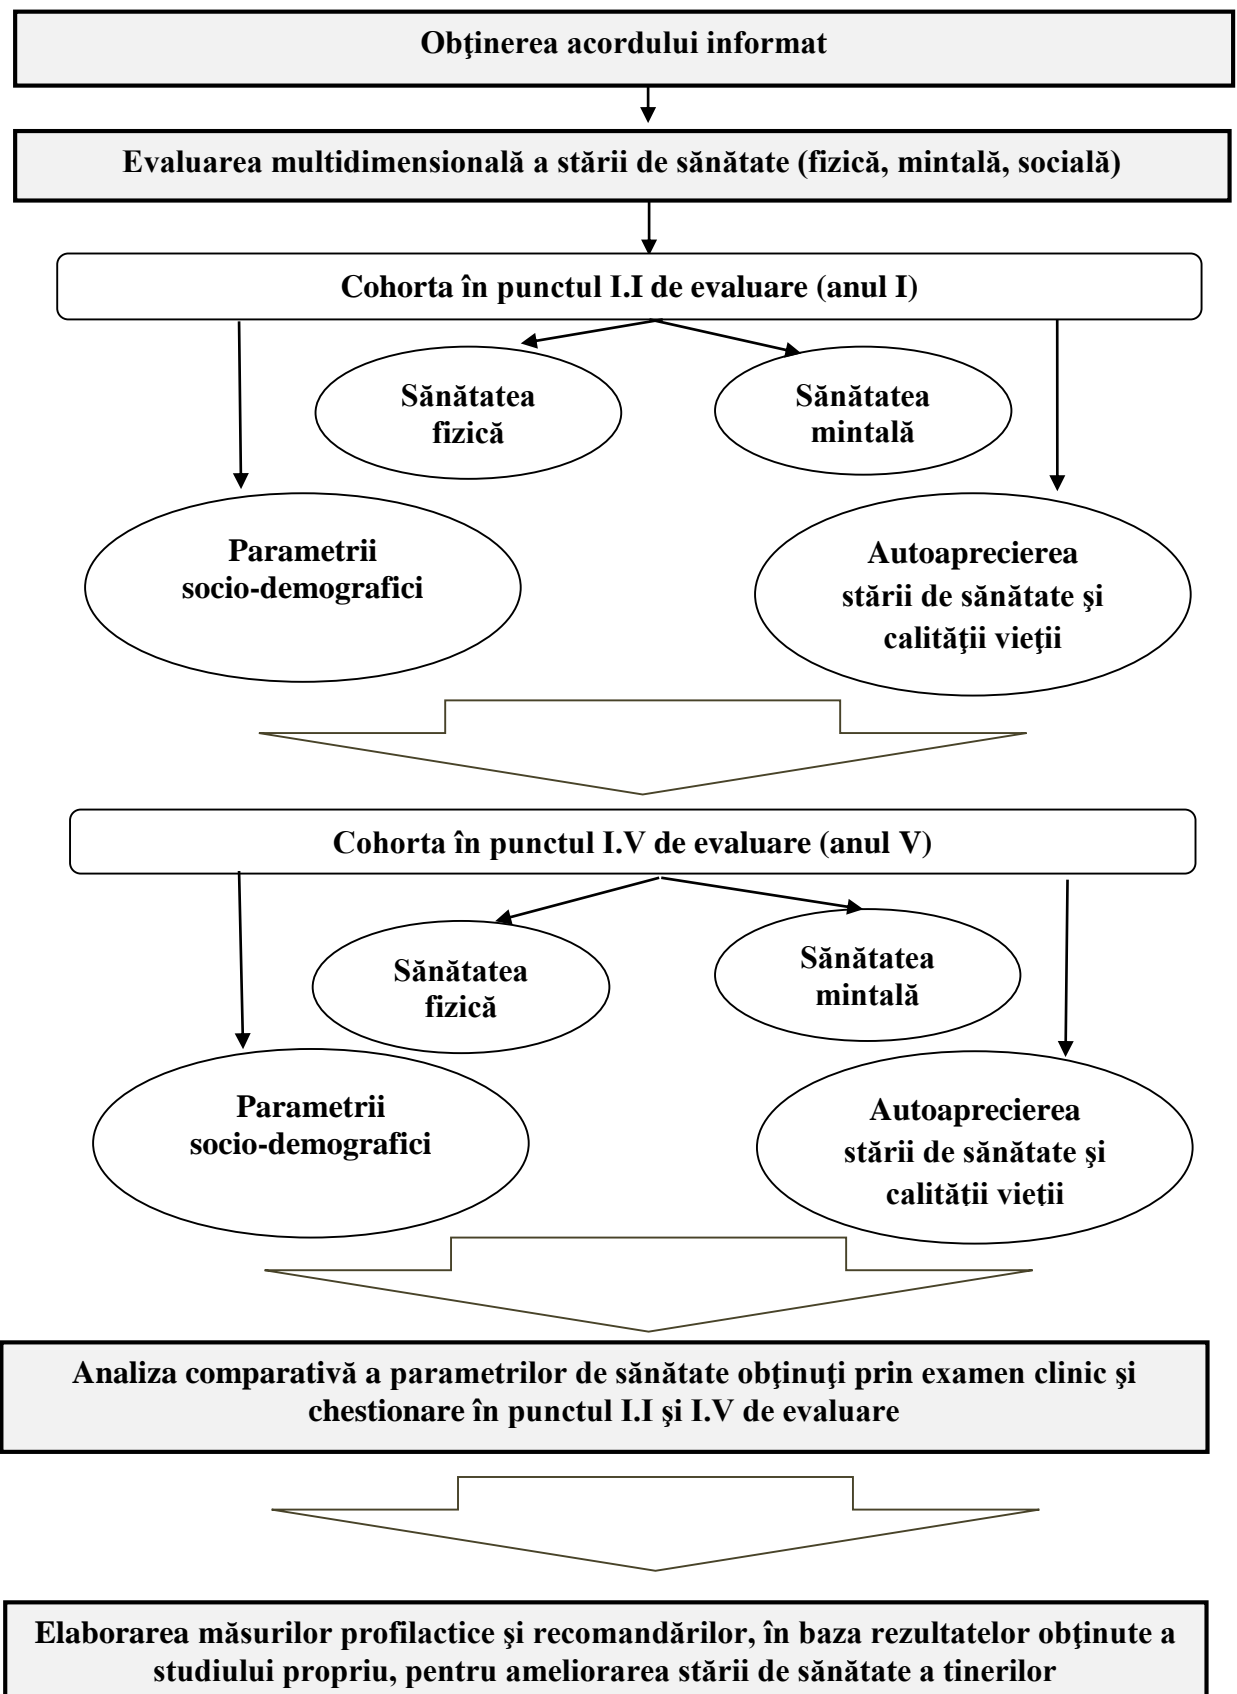 Obţinerea acordului informat
Evaluarea multidimensională a stării de sănătate (fizică, mintală, socială)
Cohorta în punctul I.I de evaluare (anul I)
Sănătatea
fizică
Sănătatea
mintală
Parametrii
socio-demografici
Autoaprecierea
stării de sănătate şi
calităţii vieţii
Cohorta în punctul I.V de evaluare (anul V)
Sănătatea
fizică
Sănătatea
mintală
Parametrii
socio-demografici
Autoaprecierea
stării de sănătate şi
calităţii vieţii
Analiza comparativă a parametrilor de sănătate obţinuţi prin examen clinic şi
chestionare în punctul I.I şi I.V de evaluare
Elaborarea măsurilor profilactice şi recomandărilor, în baza rezultatelor obţinute a
studiului propriu, pentru ameliorarea stării de sănătate a tinerilor